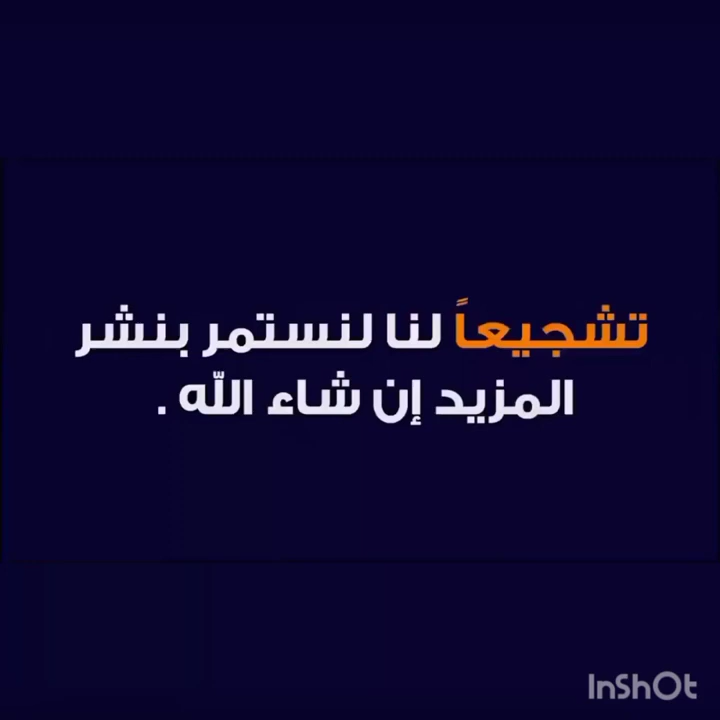 تشجيعاً لنا لنستمر بنشر
المزيد إن شاء الله .
InShOt